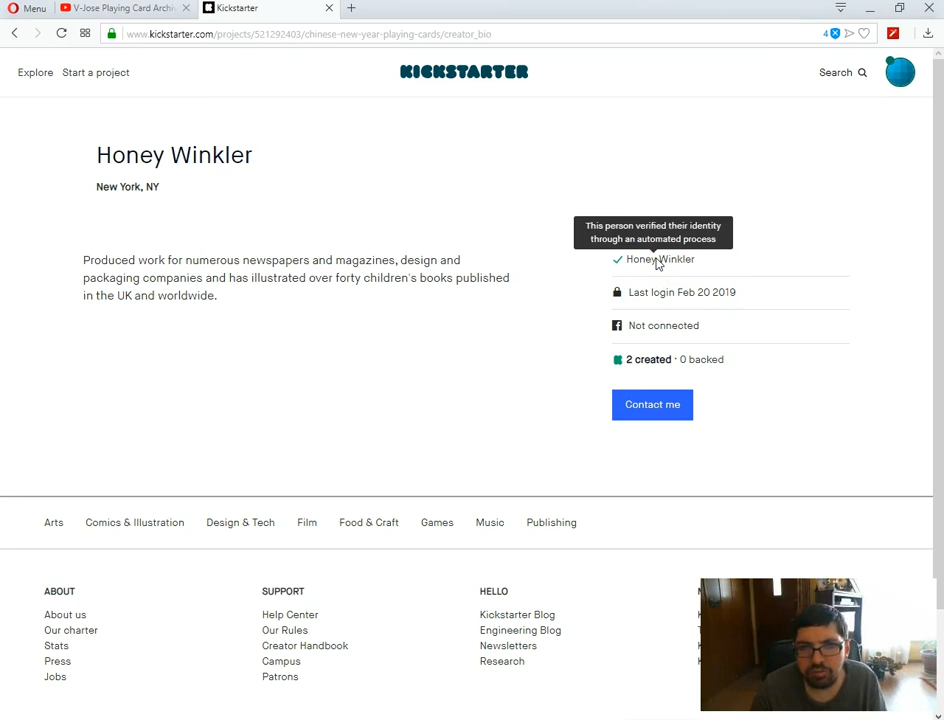 Menu
V-Jose Playing Card Archi
Kickstarter
www.kickstarter.com/projects/521292403/chinese-new-year-playing-cards/creator_bio
4
Explore
Start a project
KICKSTARTER
Search
Honey Winkler
New York, NY
This person verified their identity
through an automated process
Honey Winkler
Produced work for numerous newspapers and magazines, design and
packaging companies and has illustrated over forty children's books published
in the UK and worldwide.
Last login Feb 20 2019
Not connected
2 created · 0 backed
Contact me
Arts
Comics & Illustration
Design & Tech
Film
Food & Craft
Games
Music
Publishing
ABOUT
About us
Our charter
Stats
Press
Jobs
SUPPORT
Help Center
Our Rules
Creator Handbook
Campus
Patrons
HELLO
Kickstarter Blog
Engineering Blog
Newsletters
Research